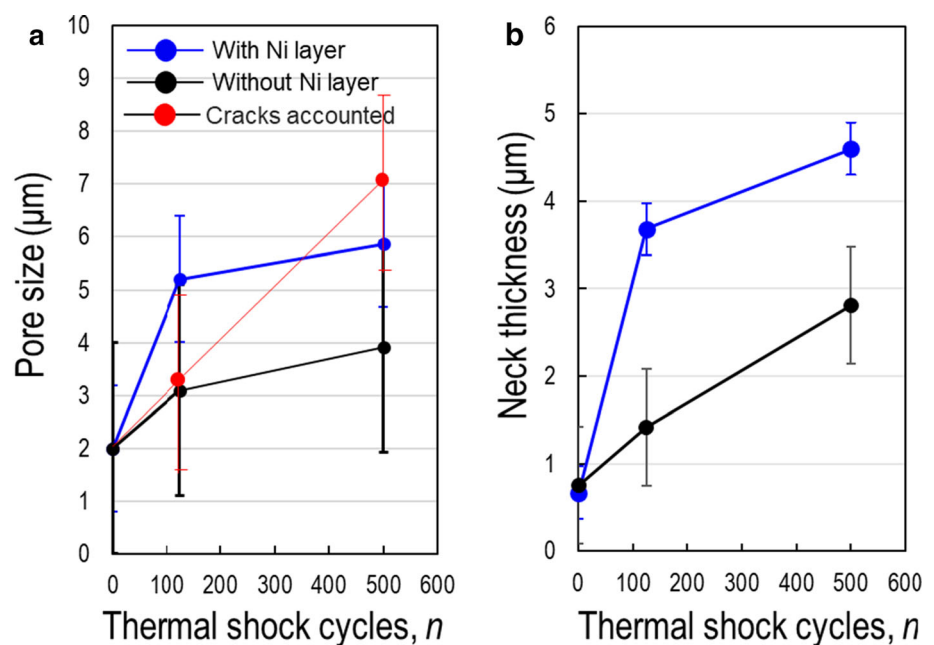 a
Pore size (µm)
10
9
8
7
6
5
4
3
2
1
0
With Ni layer
Without Ni layer
Cracks accounted
0 100 200 300 400 500 600
Thermal shock cycles, n
b
Neck thickness (µm)
6
5
4
3
2
1
0
0 100 200 300 400 500 600
Thermal shock cycles, n